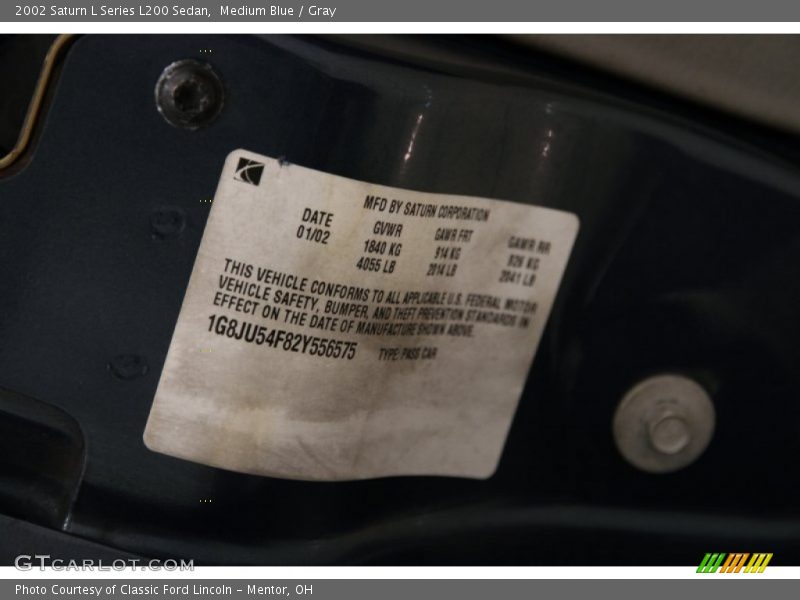 2002 Saturn L Series L200 Sedan,  Medium Blue / Gray
MFD BY SATURN CORPORATION
DATE GVWR GAWR FRT GAWR RR
01/02 1840 KG 914 KG 926 KG
4055 LB 2014 LB 2041 LB
THIS VEHICLE CONFORMS TO ALL APPLICABLE U.S. FEDERAL MOTOR
VEHICLE SAFETY, BUMPER, AND THEFT PREVENTION STANDARDS IN
EFFECT ON THE DATE OF MANUFACTURE SHOWN ABOVE.
1G8JU54F82Y556575 TYPE: PASS CAR
GTCARLOT.COM
Photo Courtesy of Classic Ford Lincoln – Mentor, OH